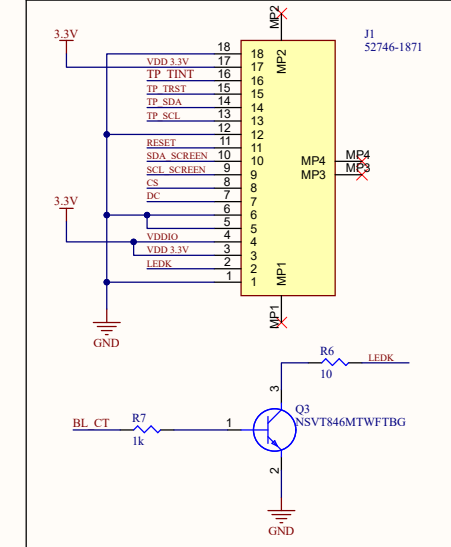 MP2
3.3V
J1
52746-1871
18 18
VDD 3.3V 17 17
TP_TINT 16 16
TP_TRST 15 15
TP_SDA 14 14
TP_SCL 13 13
12 12
RESET 11 11
SDA_SCREEN 10 10
SCL_SCREEN 9 9
CS 8 8
DC 7 7
6 6
5 5
VDDIO 4 4
VDD 3.3V 3 3
LEDK 2 2
1 1
MP2
MP4 MP4
MP3 MP3
MP1
3.3V
MP1
GND
R6
10
LEDK
3
Q3
NSVT846MTWFTBG
BL_CT
R7
1k
1
2
GND